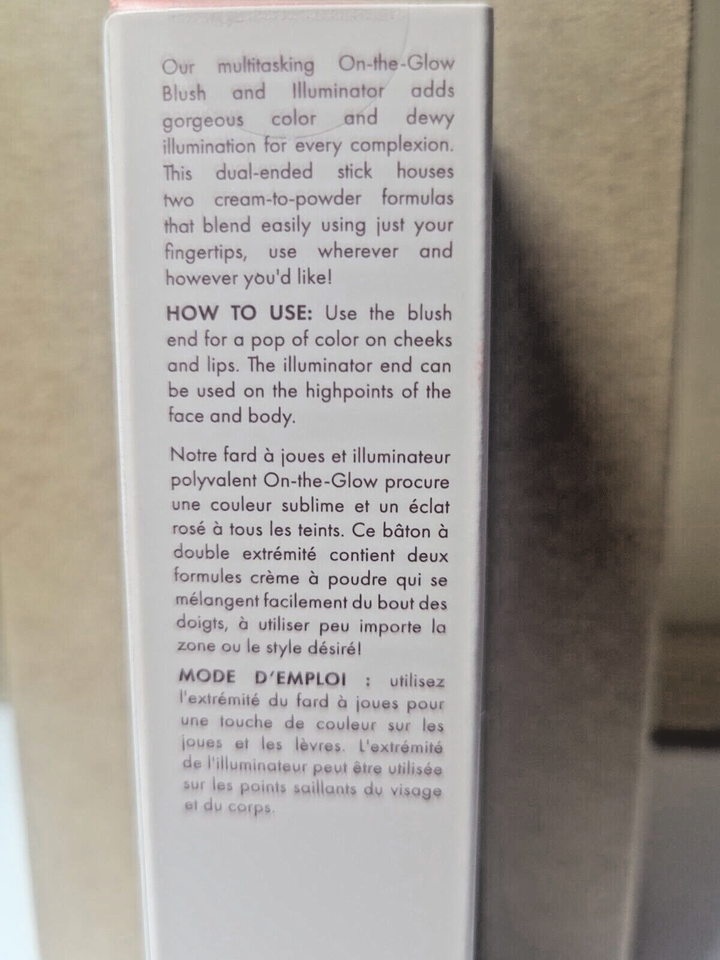 Our multitasking On-the-Glow
Blush and Illuminator adds
gorgeous color and dewy
illumination for every complexion.
This dual-ended stick houses
two cream-to-powder formulas
that blend easily using just your
fingertips, use wherever and
however you'd like!
HOW TO USE: Use the blush
end for a pop of color on cheeks
and lips. The illuminator end can
be used on the highpoints of the
face and body.
Notre fard à joues et illuminateur
polyvalent On-the-Glow procure
une couleur sublime et un éclat
rosé à tous les teints. Ce bâton à
double extrémité contient deux
formules crème à poudre qui se
mélangent facilement du bout des
doigts, à utiliser peu importe la
zone ou le style désiré!
MODE D'EMPLOI : utilisez
l'extrémité du fard à joues pour
une touche de couleur sur les
joues et les lèvres. L'extrémité
de l'illuminateur peut être utilisée
sur les points saillants du visage
et du corps.